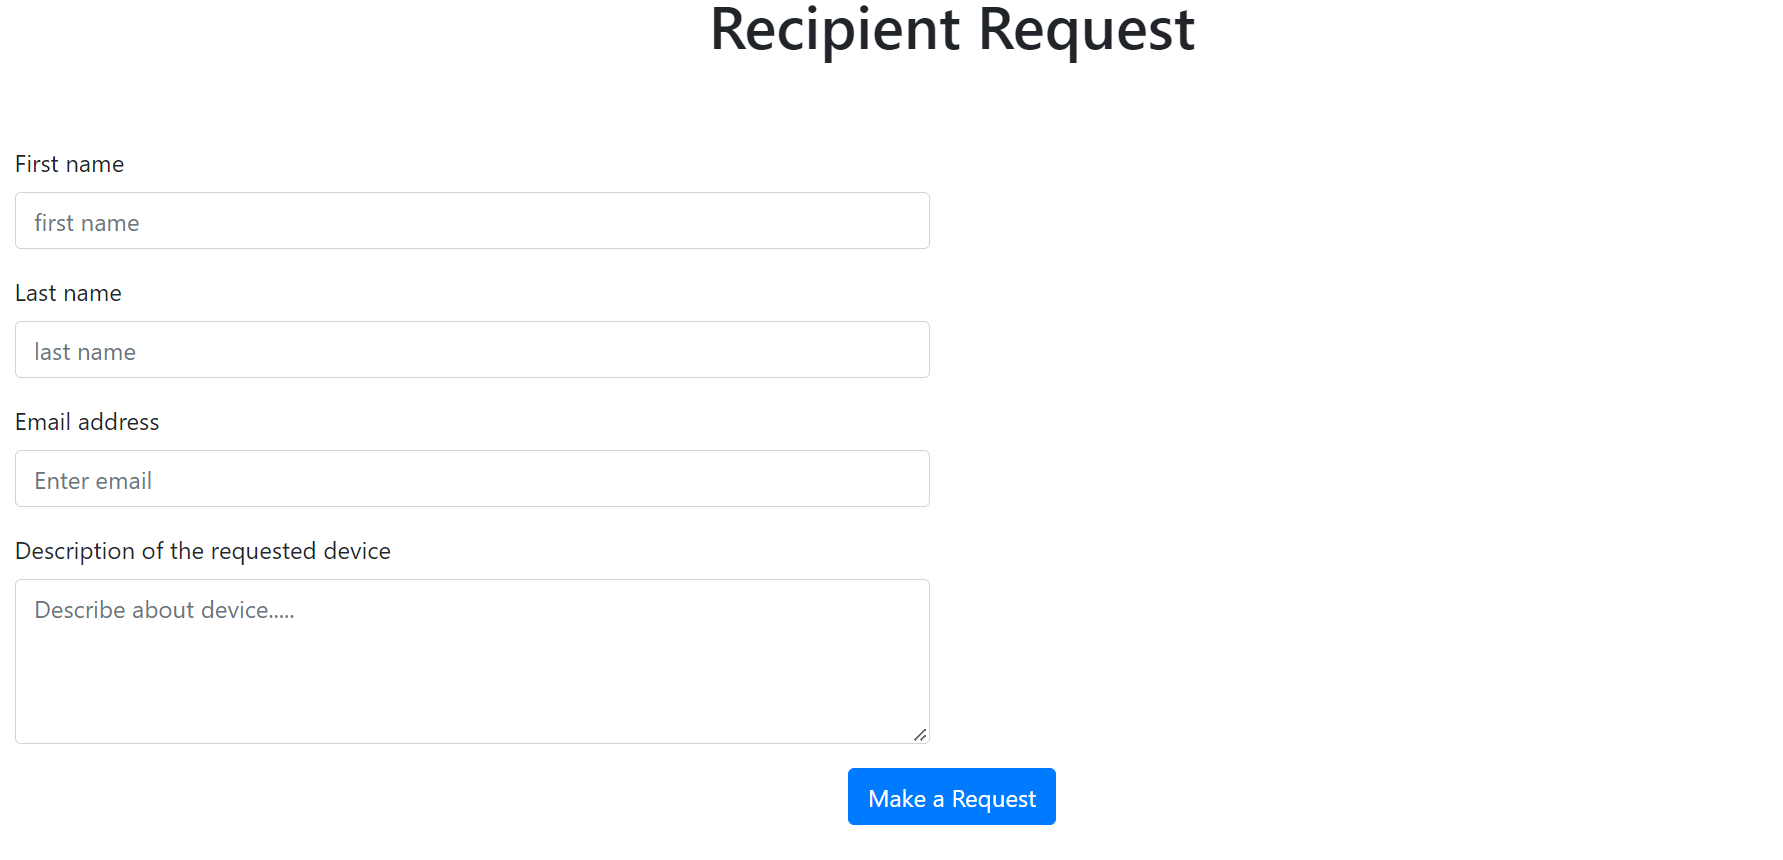 Recipient Request
First name
first name
Last name
last name
Email address
Enter email
Description of the requested device
Describe about device.....
Make a Request